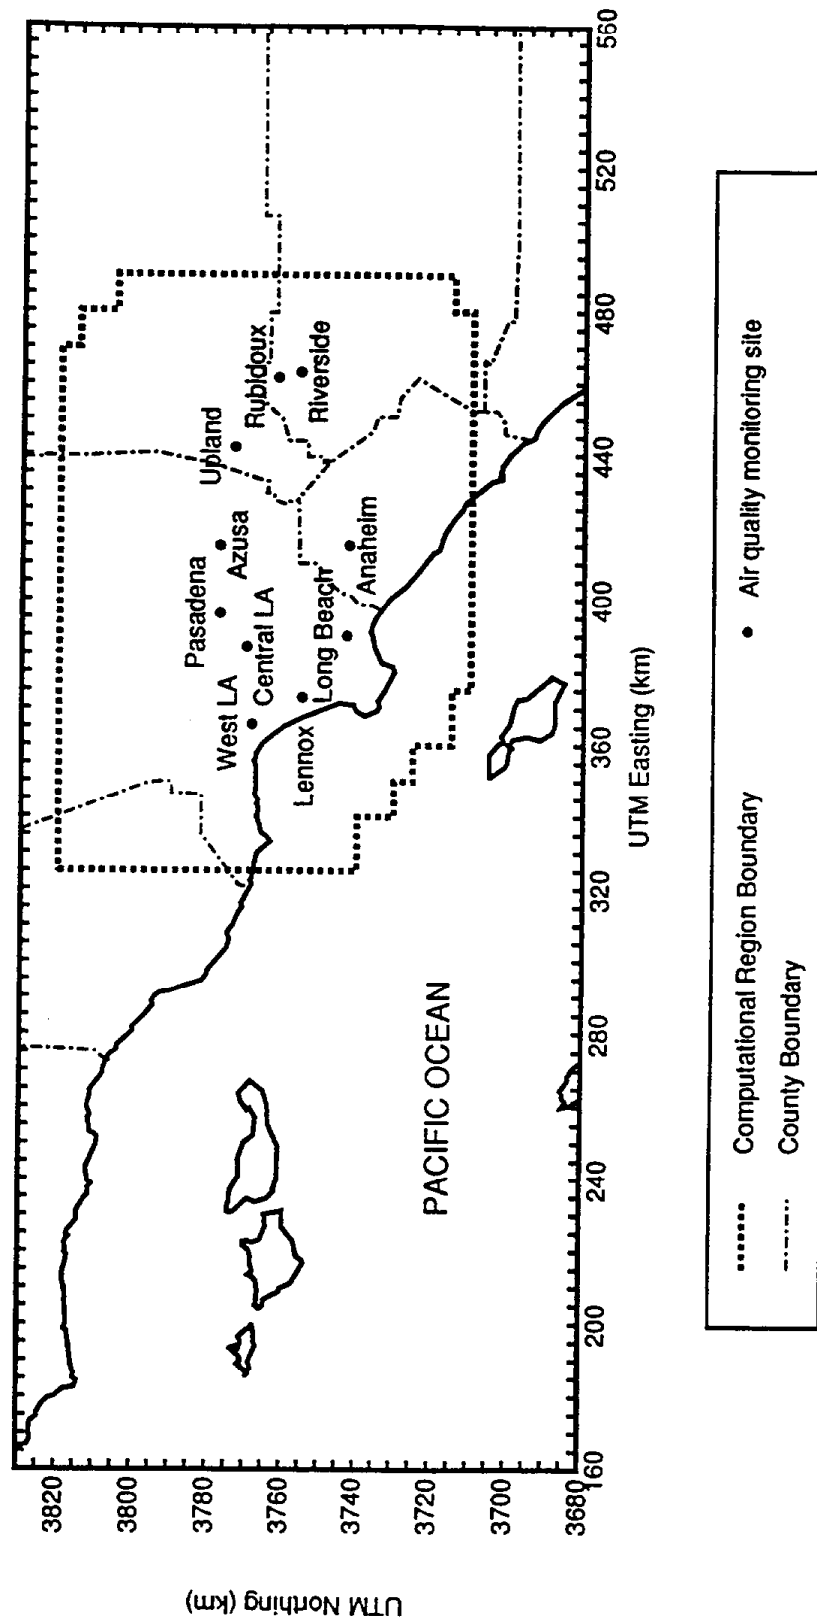 UTM Northing (km)
3820
3800
3780
3760
3740
3720
3700
3680
160
200
240
280
320
360
400
440
480
520
560
UTM Easting (km)
West LA
Pasadena
Central LA
Azusa
Upland
Rubidoux
Riverside
Lennox
Long Beach
Anaheim
PACIFIC OCEAN
Computational Region Boundary
County Boundary
Air quality monitoring site